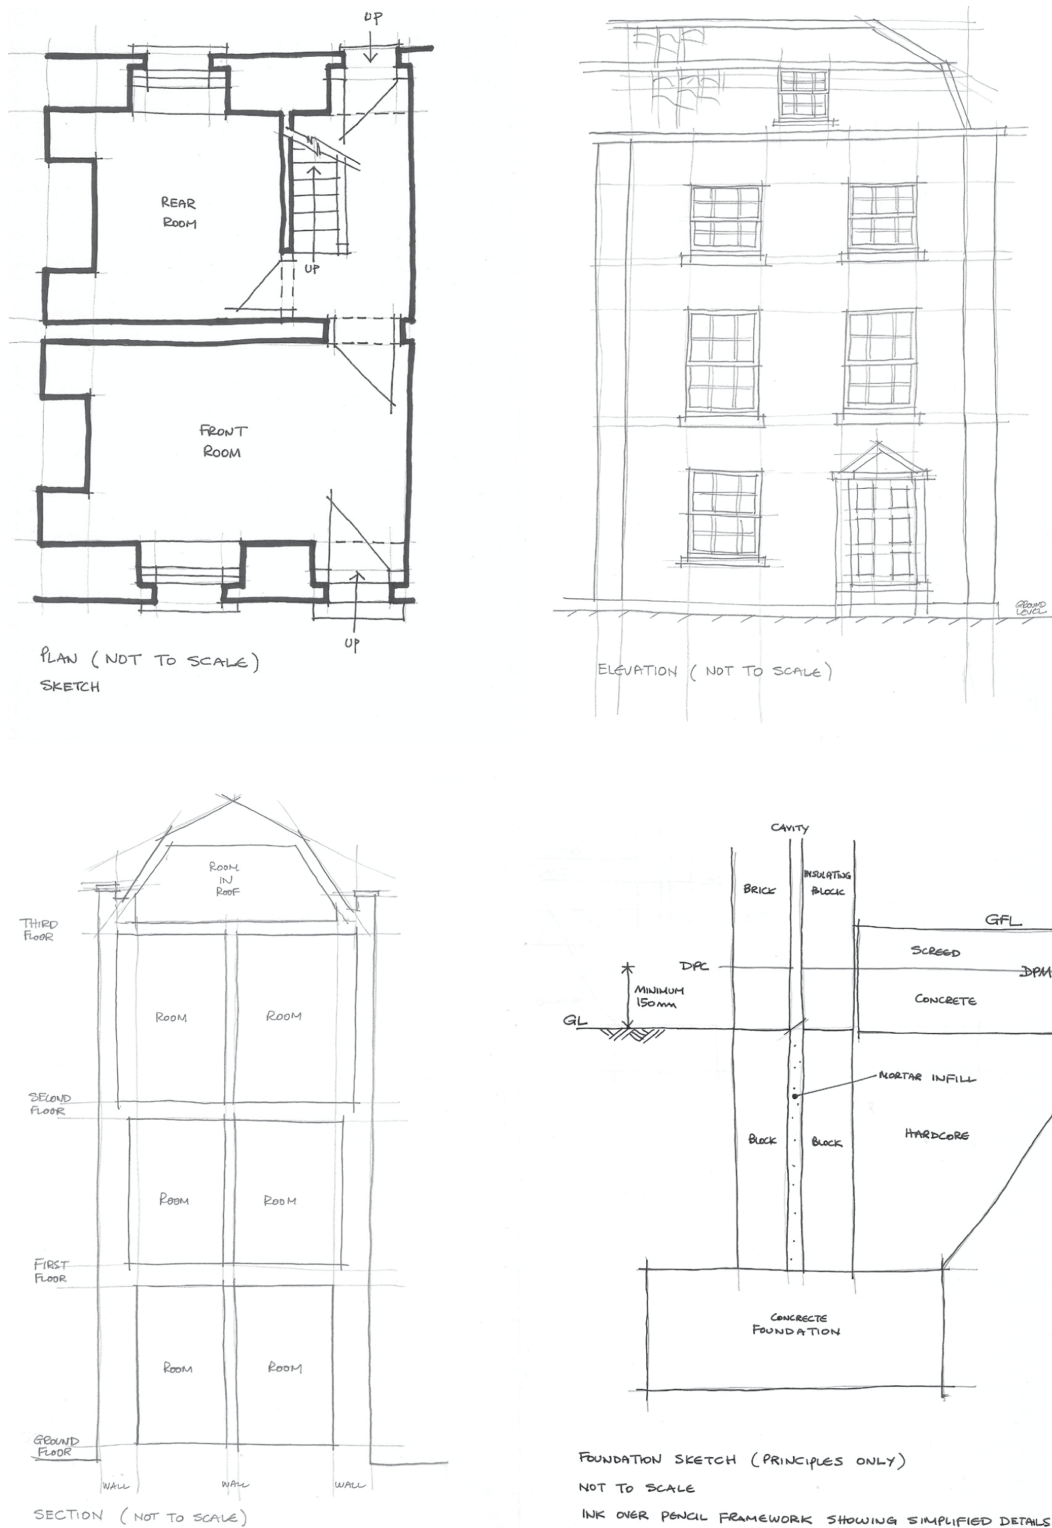 UP
REAR
ROOM
UP
FRONT
ROOM
UP
PLAN (NOT TO SCALE)
SKETCH
GROUND
LEVEL
ELEVATION (NOT TO SCALE)
ROOM
IN
ROOF
THIRD
FLOOR
ROOM
ROOM
SECOND
FLOOR
ROOM
ROOM
FIRST
FLOOR
ROOM
ROOM
GROUND
FLOOR
WALL
WALL
WALL
SECTION (NOT TO SCALE)
CAVITY
BRICK
INSULATING
BLOCK
GFL
SCREED
DPC
DPM
MINIMUM
150mm
CONCRETE
GL
MORTAR INFILL
BLOCK
BLOCK
HARDCORE
CONCRECTE
FOUNDATION
FOUNDATION SKETCH (PRINCIPLES ONLY)
NOT TO SCALE
INK OVER PENCIL FRAMEWORK SHOWING SIMPLIFIED DETAILS